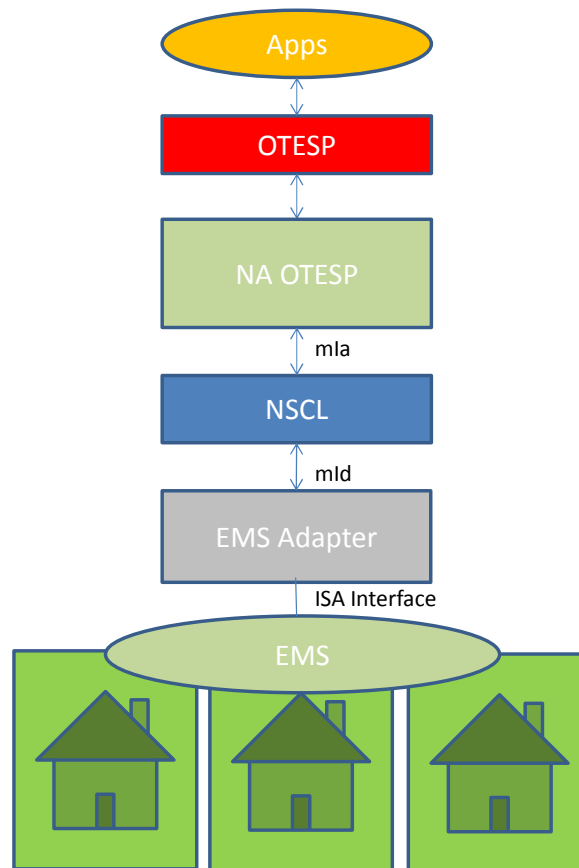 Apps
OTESP
NA OTESP
mIa
NSCL
mId
EMS Adapter
ISA Interface
EMS